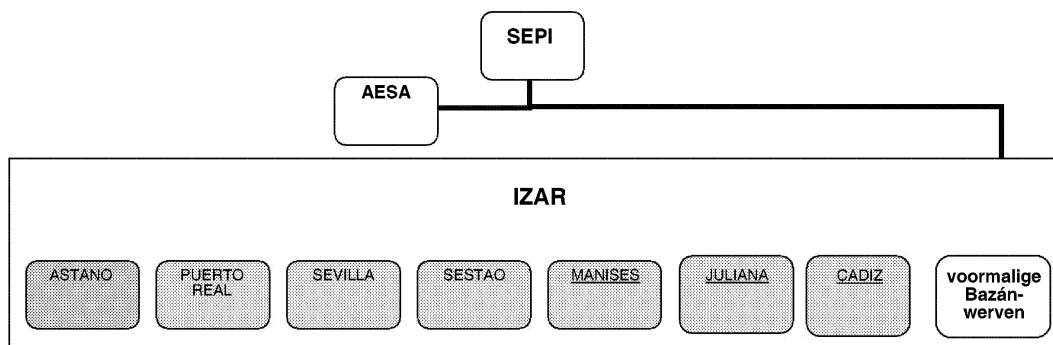 SEPI
AESA
IZAR
ASTANO
PUERTO
REAL
SEVILLA
SESTAO
MANISES
JULIANA
CADIZ
voormalige
Bazán-
werven